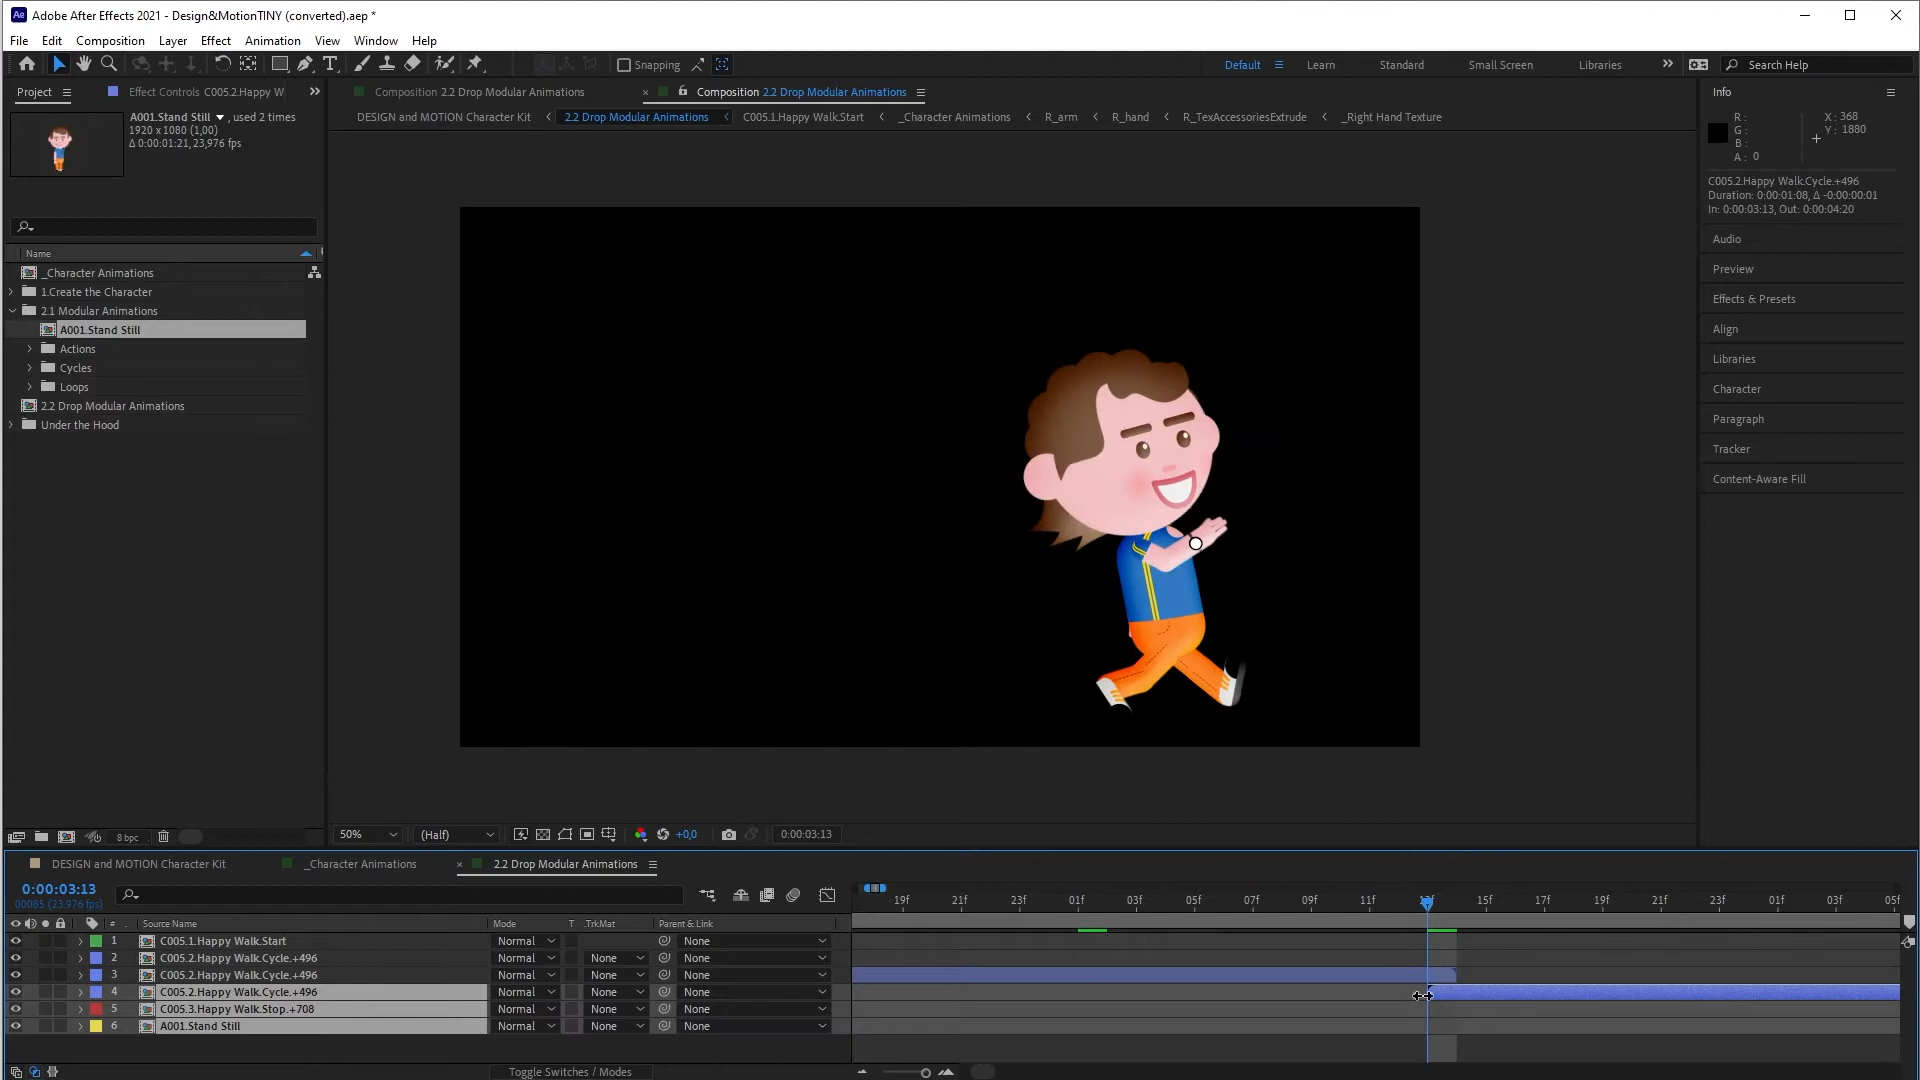 Ae Adobe After Effects 2021 - Design&MotionTINY (converted).aep *
File Edit Composition Layer Effect Animation View Window Help
Snapping Default Learn Standard Small Screen Libraries Search Help
Project Effect Controls C005.2.Happy W
Composition 2.2 Drop Modular Animations
Composition 2.2 Drop Modular Animations
Info
DESIGN and MOTION Character Kit 2.2 Drop Modular Animations C005.1.Happy Walk.Start _Character Animations R_arm R_hand R_TexAccessoriesExtrude _Right Hand Texture
A001.Stand Still , used 2 times
1920 x 1080 (1,00)
Δ 0:00:01:21, 23,976 fps
R :
G :
B :
A : 0
X : 368
Y : 1880
C005.2.Happy Walk.Cycle.+496
Duration: 0:00:01:08, Δ -0:00:00:01
In: 0:00:03:13, Out: 0:00:04:20
Name
_Character Animations
1.Create the Character
2.1 Modular Animations
A001.Stand Still
Actions
Cycles
Loops
2.2 Drop Modular Animations
Under the Hood
Audio
Preview
Effects & Presets
Align
Libraries
Character
Paragraph
Tracker
Content-Aware Fill
8 bpc
50% (Half) +0,0 0:00:03:13
DESIGN and MOTION Character Kit _Character Animations 2.2 Drop Modular Animations
0:00:03:13
00085 (23.976 fps)
19f 21f 23f 01f 03f 05f 07f 09f 11f 15f 17f 19f 21f 23f 01f 03f 05f
# Source Name Mode T .TrkMat Parent & Link
1 C005.1.Happy Walk.Start Normal None
2 C005.2.Happy Walk.Cycle.+496 Normal None None
3 C005.2.Happy Walk.Cycle.+496 Normal None None
4 C005.2.Happy Walk.Cycle.+496 Normal None None
5 C005.3.Happy Walk.Stop.+708 Normal None None
6 A001.Stand Still Normal None None
Toggle Switches / Modes